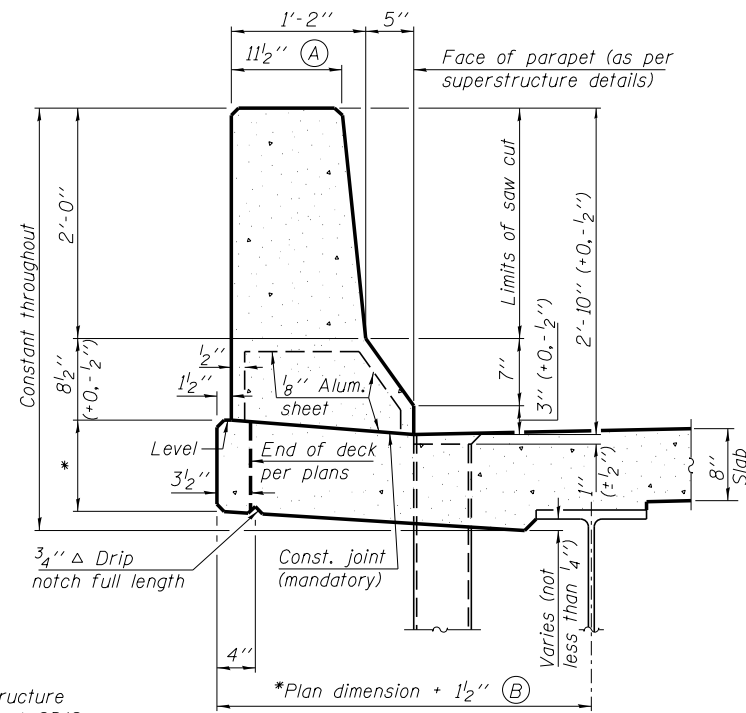 1'-2"
5"
11½" Ⓐ
Face of parapet (as per
superstructure details)
Constant throughout
2'-0"
8½"
(+0,-½")
*
Limits of saw cut
7"
3" (+0,-½")
2'-10" (+0,-½")
½"
1½"
⅛" Alum.
sheet
Level
End of deck
per plans
3½"
1"
(±½")
8"
Slab
¾" △ Drip
notch full length
Const. joint
(mandatory)
Varies (not
less than ¼")
4"
*Plan dimension + 1½" Ⓑ
ructure